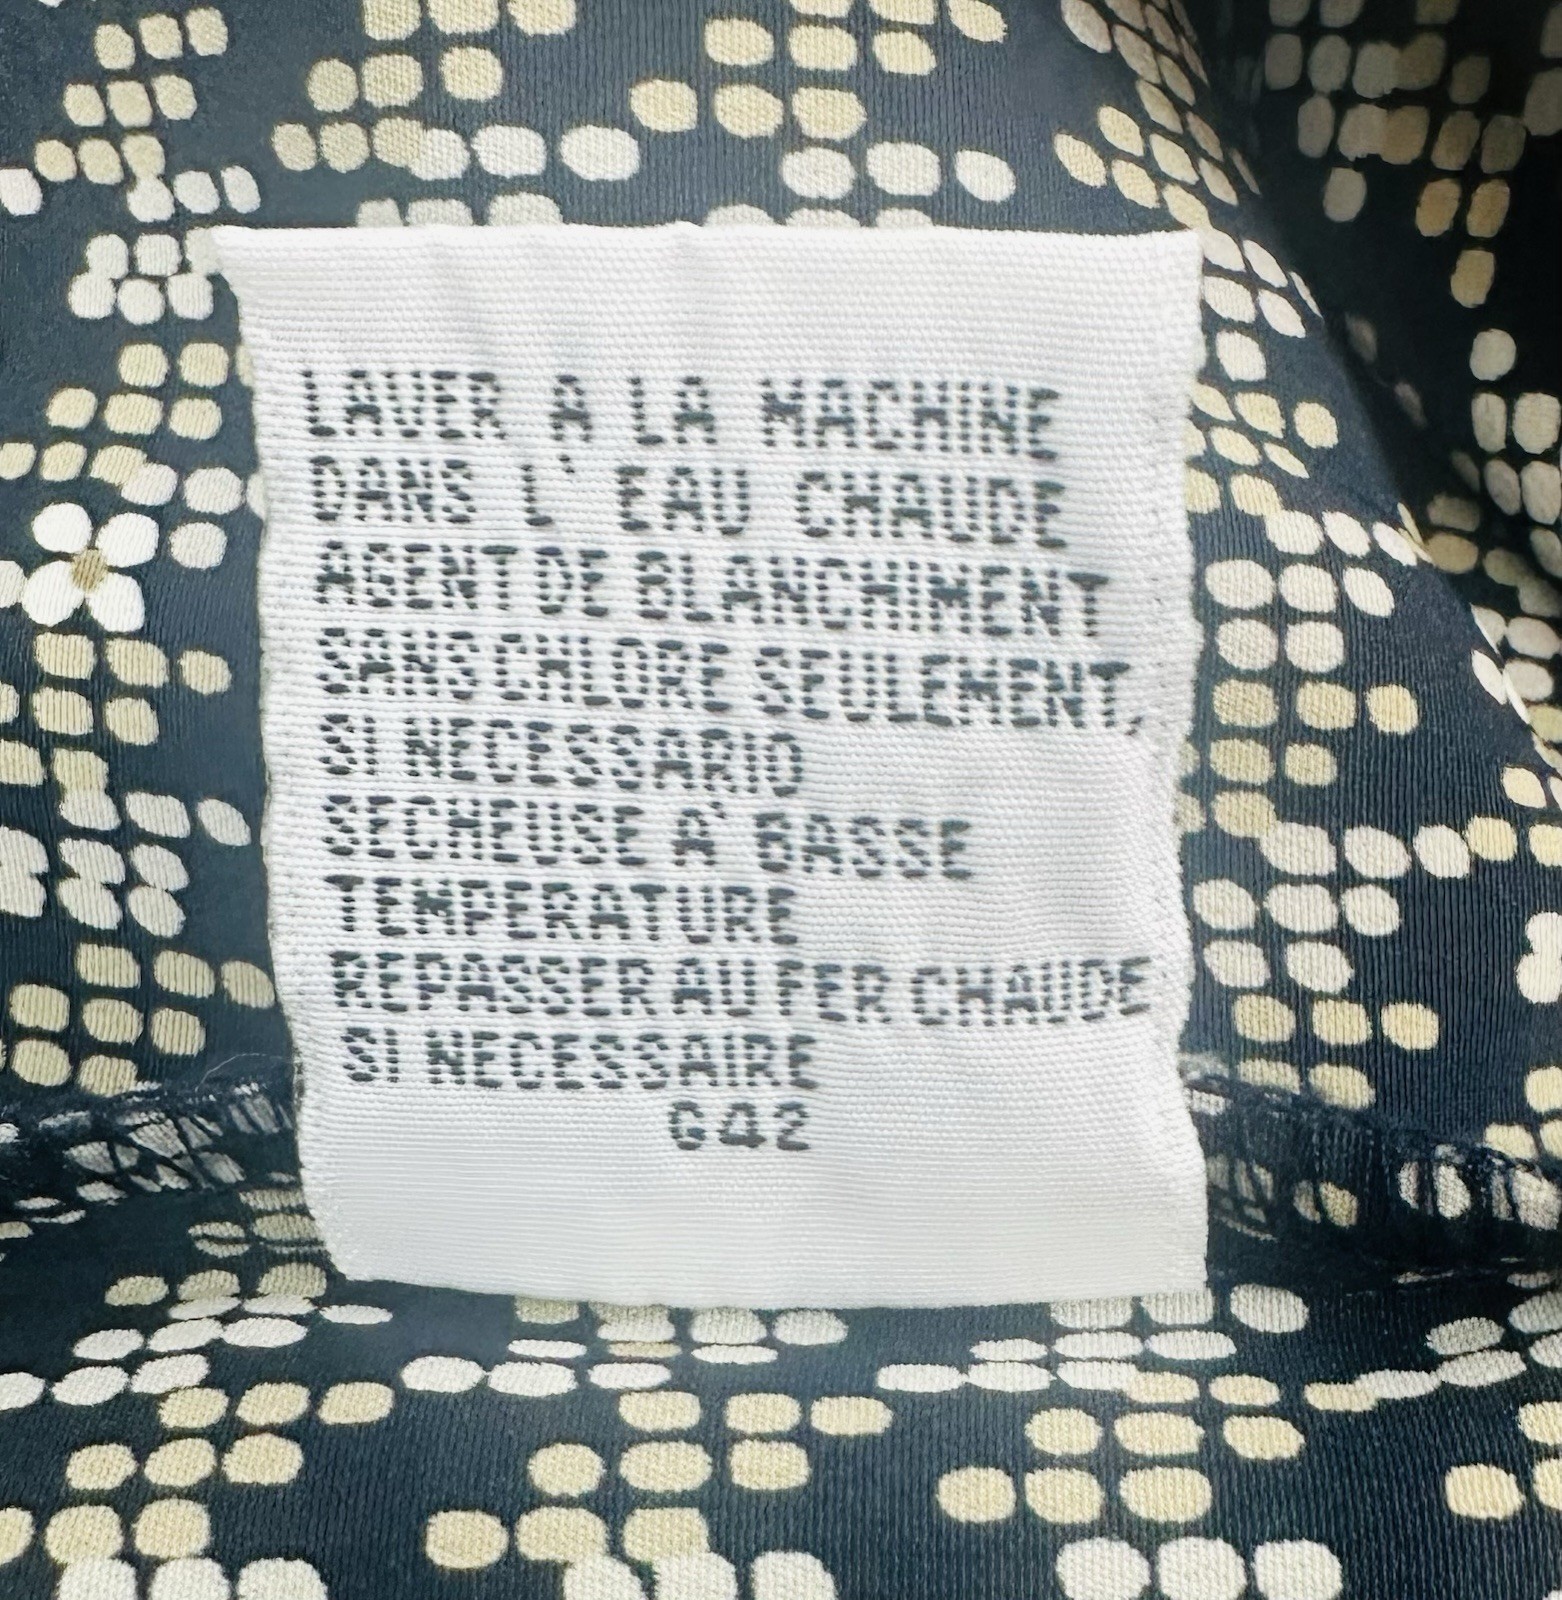 LAVER A LA MACHINE
DANS L' EAU CHAUDE
AGENT DE BLANCHIMENT
SANS CHLORE SEULEMENT,
SI NECESSARIO
SECHEUSE A' BASSE
TEMPERATURE
REPASSER AU FER CHAUDE
SI NECESSAIRE
G42